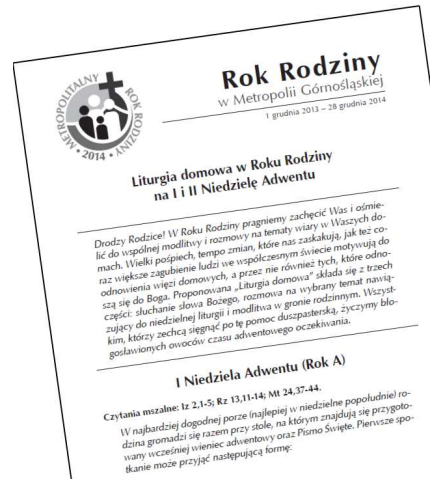 METROPOLITALNY ROK RODZINY
• 2014 •
Rok Rodziny
w Metropolii Górnośląskiej
1 grudnia 2013 – 28 grudnia 2014
Liturgia domowa w Roku Rodziny
na I i II Niedzielę Adwentu
Drodzy Rodzice! W Roku Rodziny pragniemy zachęcić Was i ośmie-
lić do wspólnej modlitwy i rozmowy na tematy wiary w Waszych do-
mach. Wielki pośpiech, tempo zmian, które nas zaskakują, jak też co-
raz większe zagubienie ludzi we współczesnym świecie motywują do
odnowienia więzi domowych, a przez nie również tych, które odno-
szą się do Boga. Proponowana „Liturgia domowa” składa się z trzech
części: słuchanie słowa Bożego, rozmowa na wybrany temat nawią-
zujący do niedzielnej liturgii i modlitwa w gronie rodzinnym. Wszyst-
kim, którzy zechcą sięgnąć po tę pomoc duszpasterską, życzymy bło-
gosławionych owoców czasu adwentowego oczekiwania.
I Niedziela Adwentu (Rok A)
Czytania mszalne: Iz 2,1-5; Rz 13,11-14; Mt 24,37-44.
W najbardziej dogodnej porze (najlepiej w niedzielne popołudnie) ro-
dzina gromadzi się razem przy stole, na którym znajdują się przygoto-
wany wcześniej wieniec adwentowy oraz Pismo Święte. Pierwsze spo-
tkanie może przyjąć następującą formę: